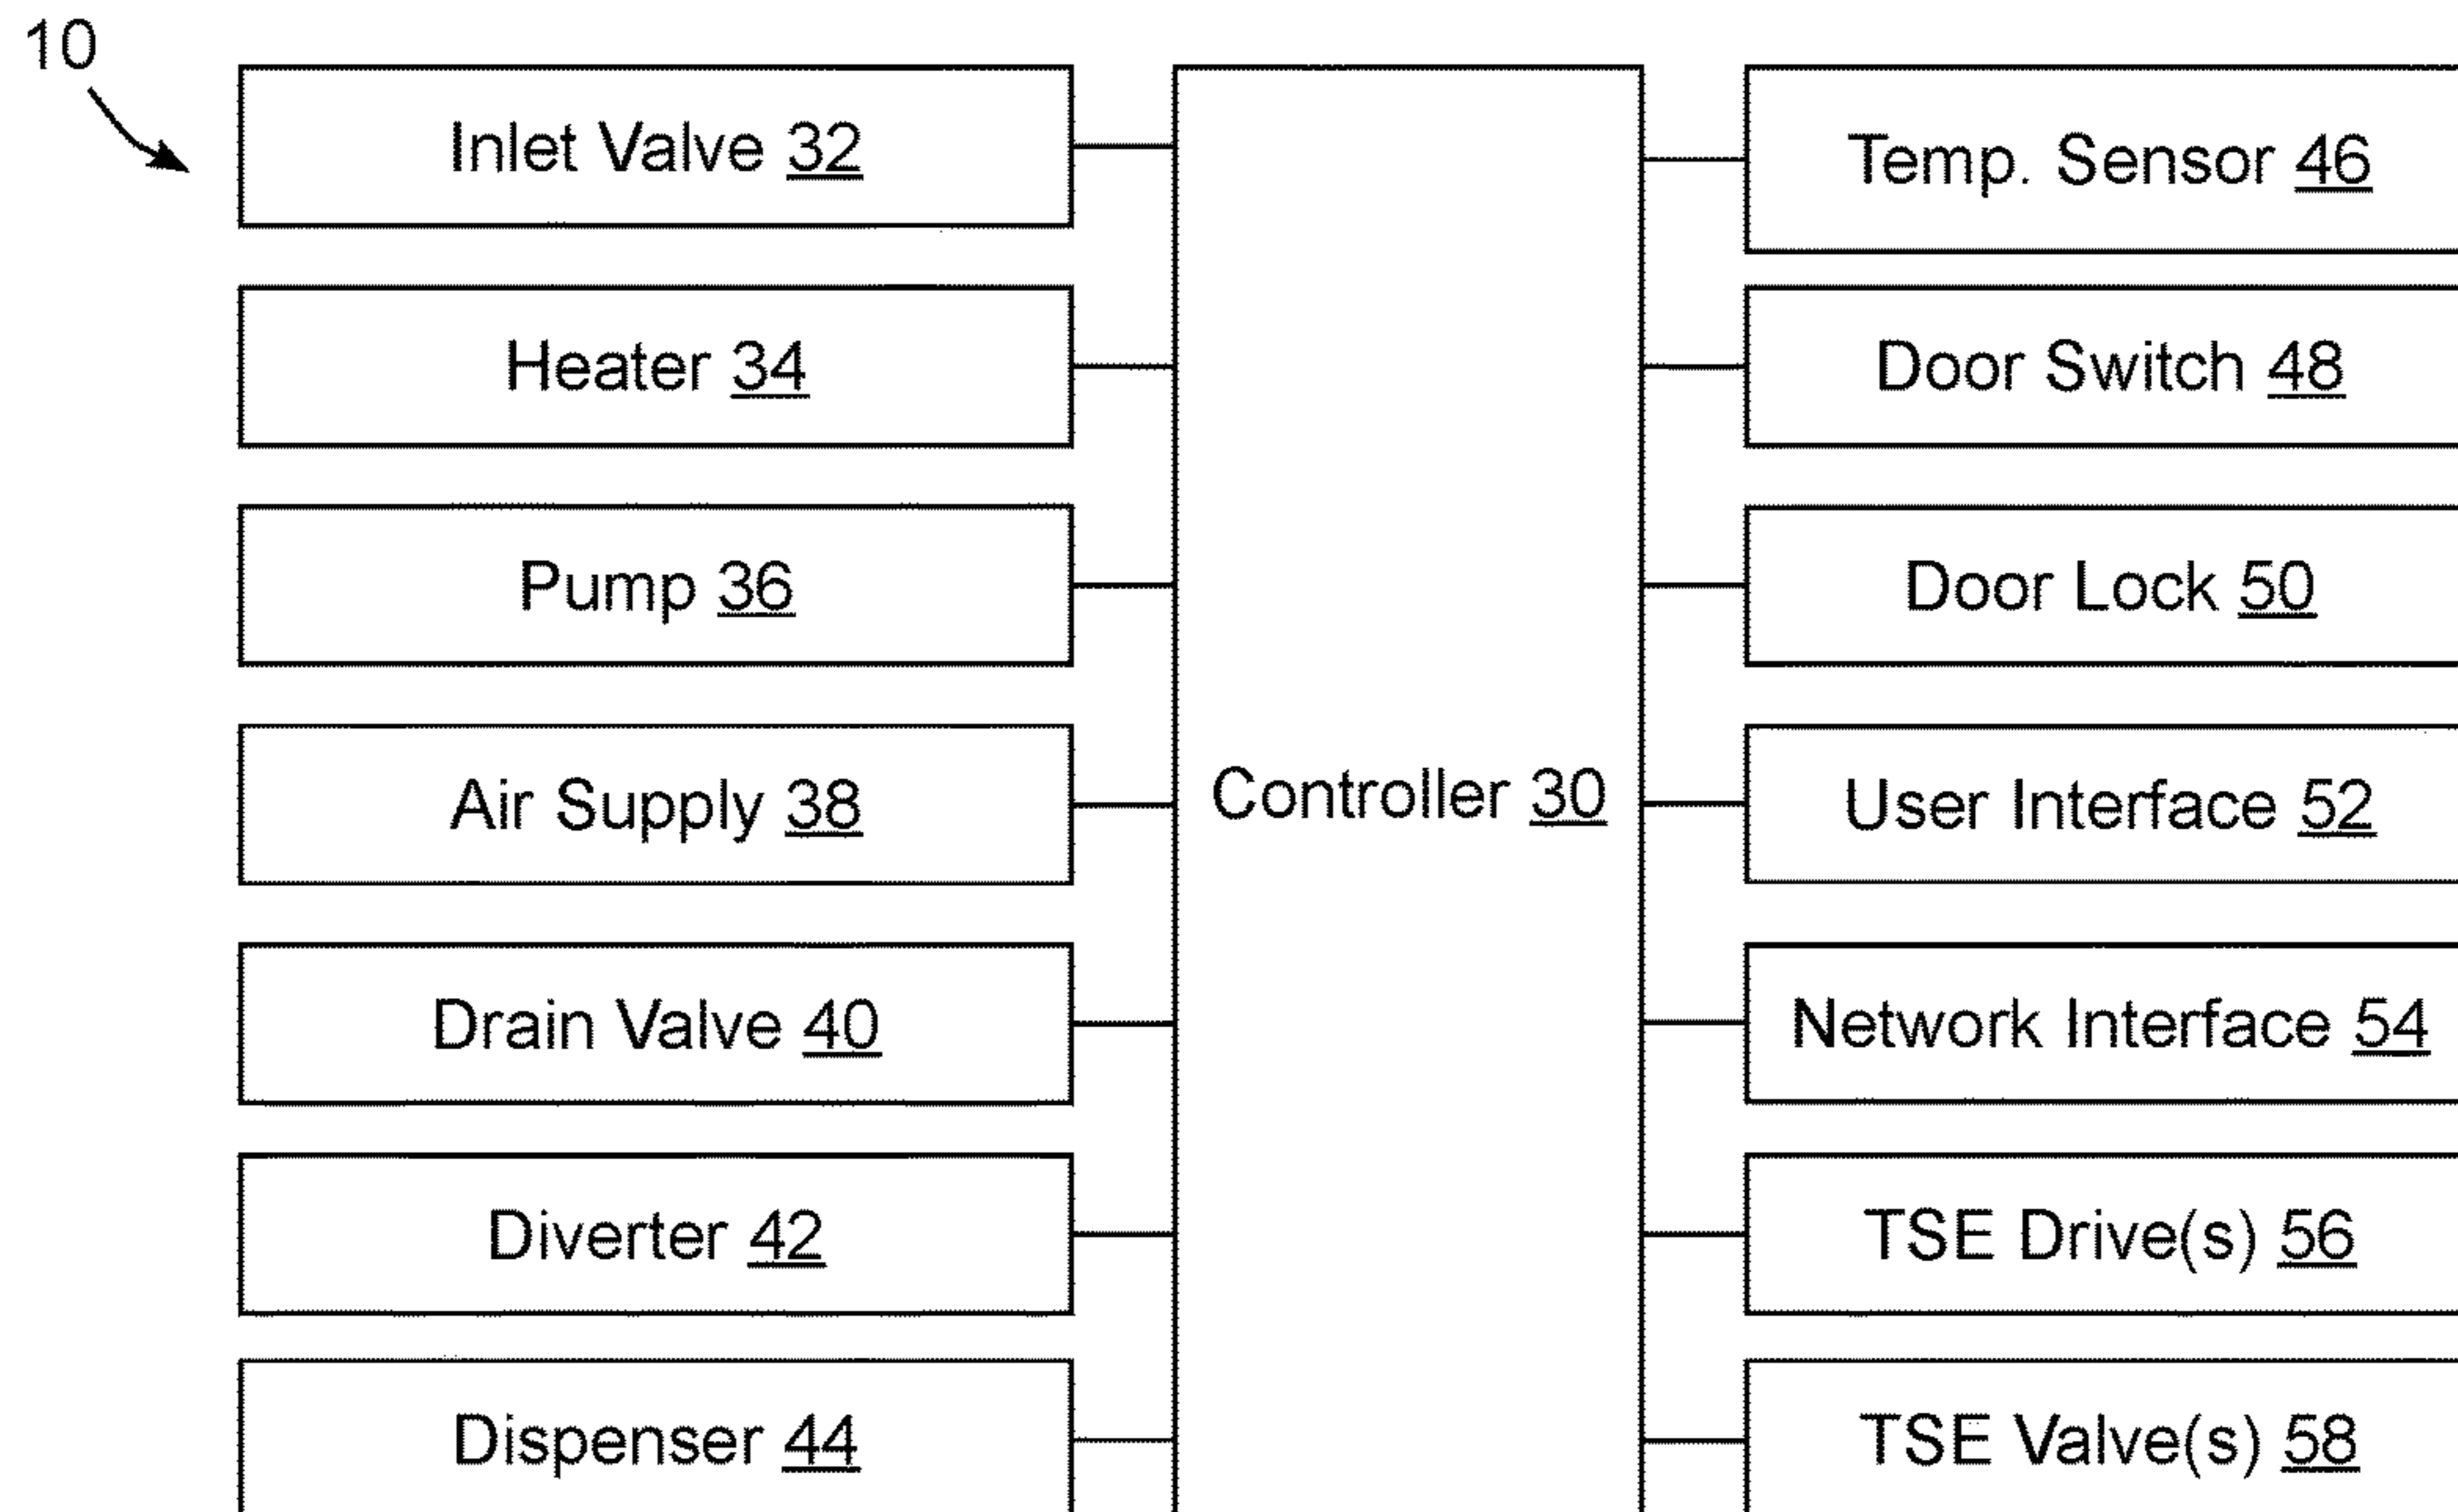 10
Inlet Valve 32
Heater 34
Pump 36
Air Supply 38
Drain Valve 40
Diverter 42
Dispenser 44
Controller 30
Temp. Sensor 46
Door Switch 48
Door Lock 50
User Interface 52
Network Interface 54
TSE Drive(s) 56
TSE Valve(s) 58